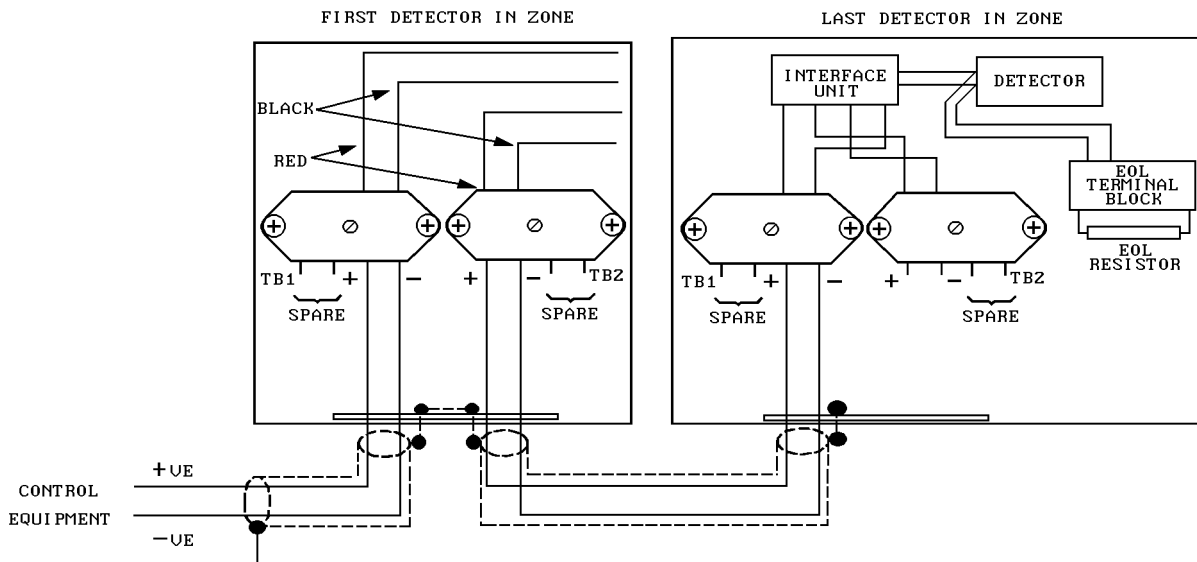 FIRST DETECTOR IN ZONE
LAST DETECTOR IN ZONE
BLACK
RED
INTERFACE
UNIT
DETECTOR
EOL
TERMINAL
BLOCK
EOL
RESISTOR
TB1
+
-
+
-
TB2
SPARE
SPARE
TB1
+
-
+
-
TB2
SPARE
SPARE
+VE
CONTROL
EQUIPMENT
-VE